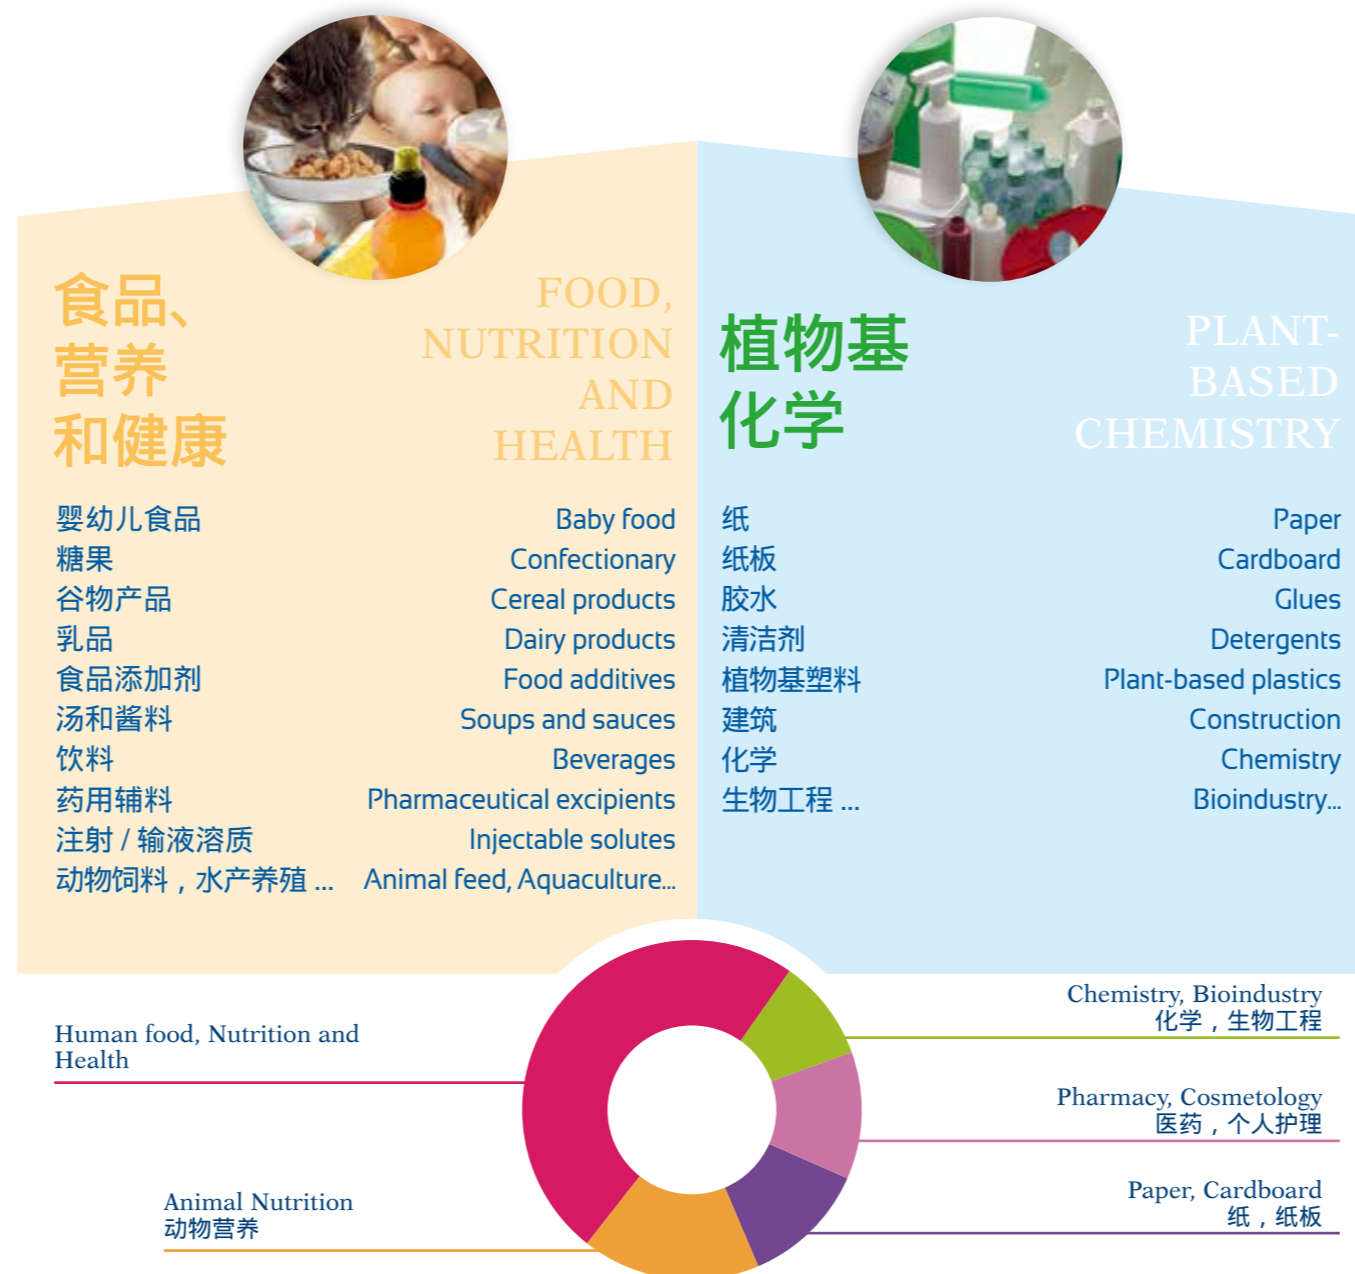 食品、
营养
和健康
FOOD,
NUTRITION
AND
HEALTH
婴幼儿食品 Baby food
糖果 Confectionary
谷物产品 Cereal products
乳品 Dairy products
食品添加剂 Food additives
汤和酱料 Soups and sauces
饮料 Beverages
药用辅料 Pharmaceutical excipients
注射 / 输液溶质 Injectable solutes
动物饲料，水产养殖 ... Animal feed, Aquaculture...
植物基
化学
PLANT-
BASED
CHEMISTRY
纸 Paper
纸板 Cardboard
胶水 Glues
清洁剂 Detergents
植物基塑料 Plant-based plastics
建筑 Construction
化学 Chemistry
生物工程 ... Bioindustry...
Human food, Nutrition and
Health
Animal Nutrition
动物营养
Chemistry, Bioindustry
化学，生物工程
Pharmacy, Cosmetology
医药，个人护理
Paper, Cardboard
纸，纸板